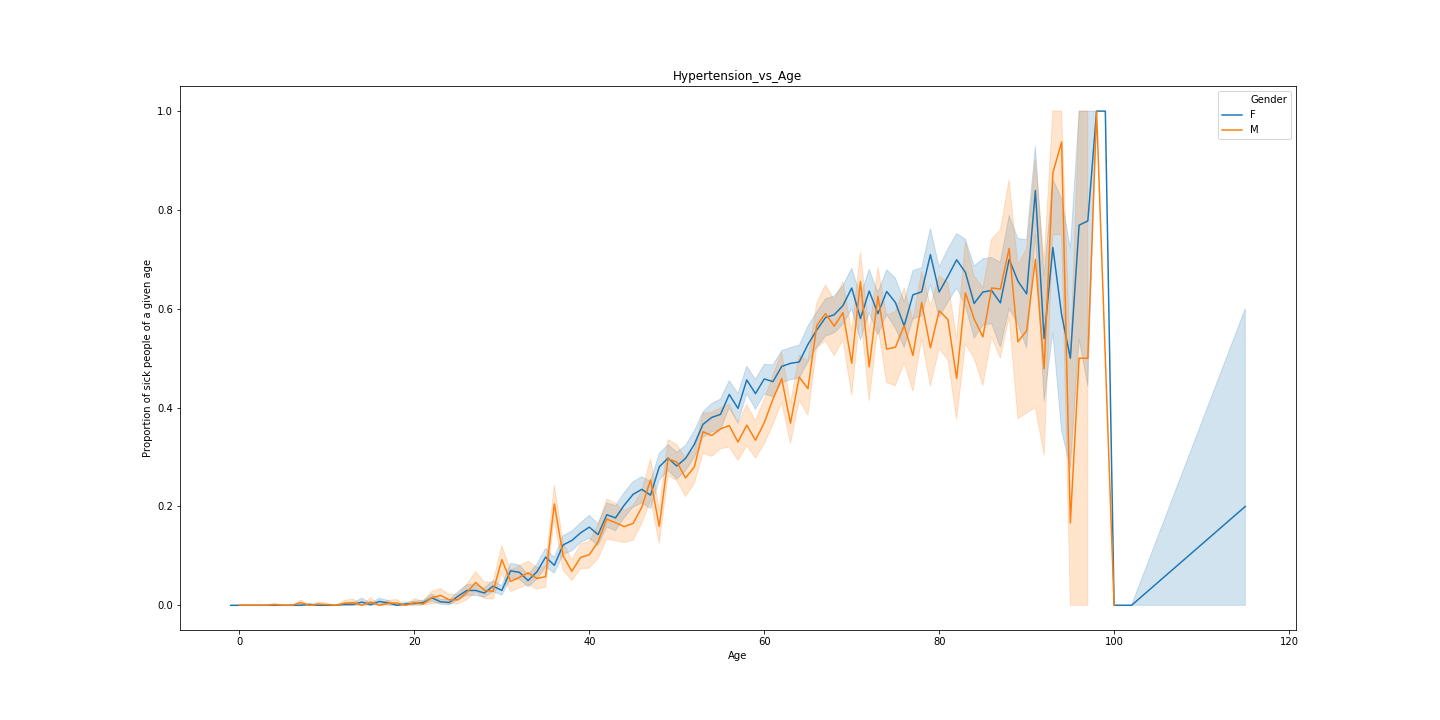 Hypertension_vs_Age
Gender
F
M
1.0
0.8
0.6
0.4
0.2
0.0
Proportion of sick people of a given age
0 20 40 60 80 100 120
Age